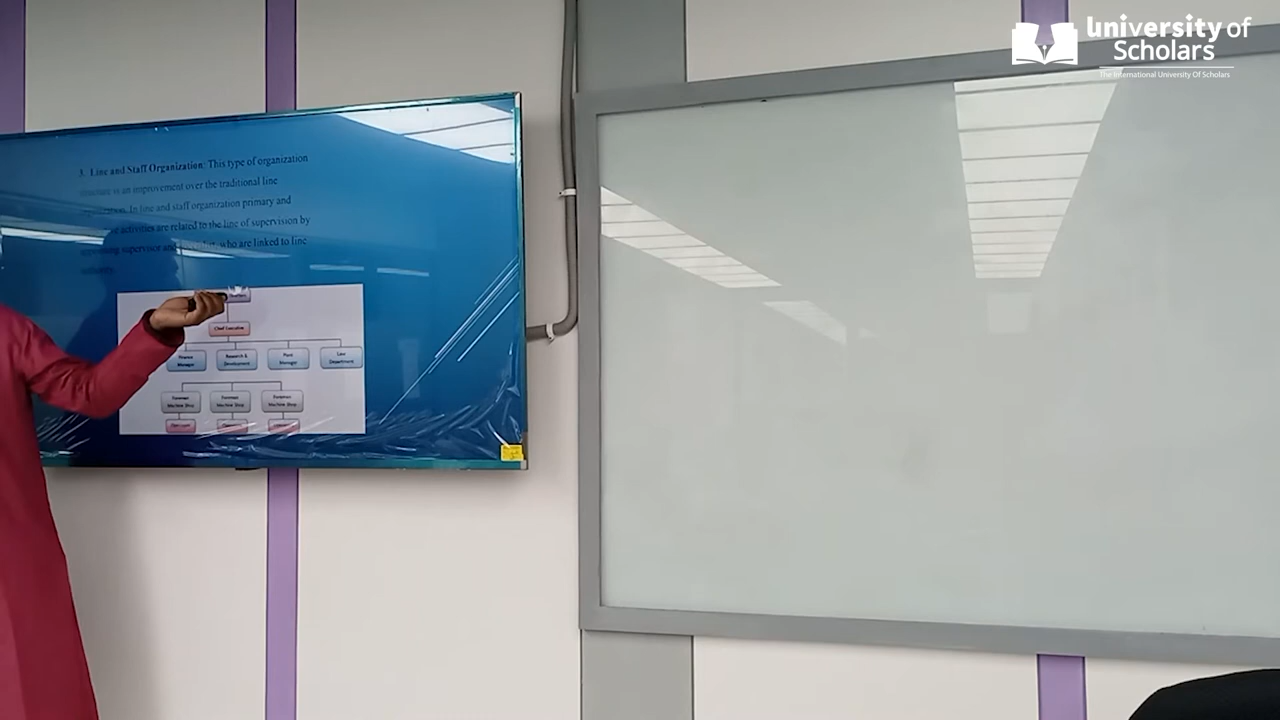 University of
Scholars
The International University Of Scholars
3. Line and Staff Organization: This type of organization
structure is an improvement over the traditional line
organization. In line and staff organization primary and
activities are related to the line of supervision by
supervisor and who are linked to line
Chief Executive
Finance Manager
Research & Development
Plant Manager
Law Department
Foreman Machine Shop
Foreman Machine Shop
Foreman Machine Shop